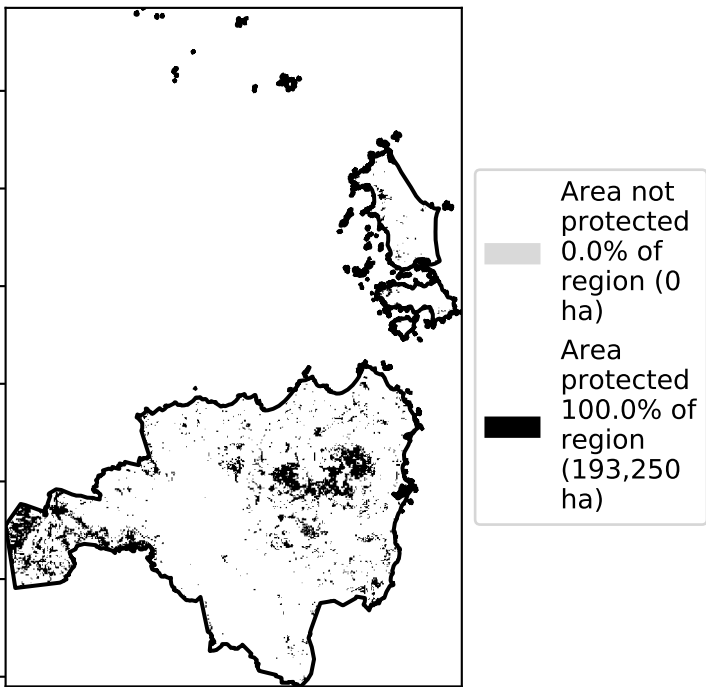 Area not
protected
0.0% of
region (0
ha)
Area
protected
100.0% of
region
(193,250
ha)